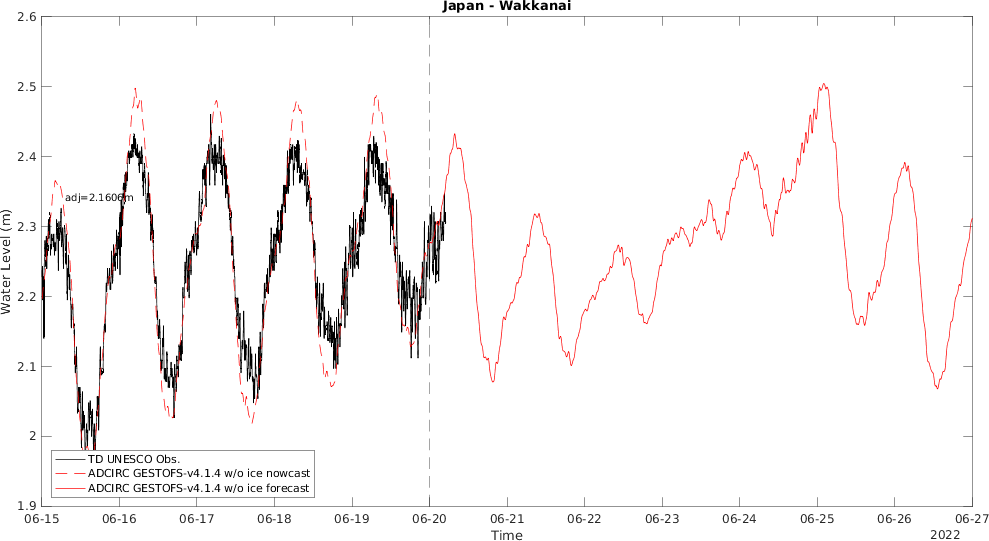 Japan - Wakkanai
2.6
2.5
2.4
2.3
2.2
2.1
2
1.9
Water Level (m)
adj=2.1606m
TD UNESCO Obs.
ADCIRC GESTOFS-v4.1.4 w/o ice nowcast
ADCIRC GESTOFS-v4.1.4 w/o ice forecast
06-15 06-16 06-17 06-18 06-19 06-20 06-21 06-22 06-23 06-24 06-25 06-26 06-27
Time
2022